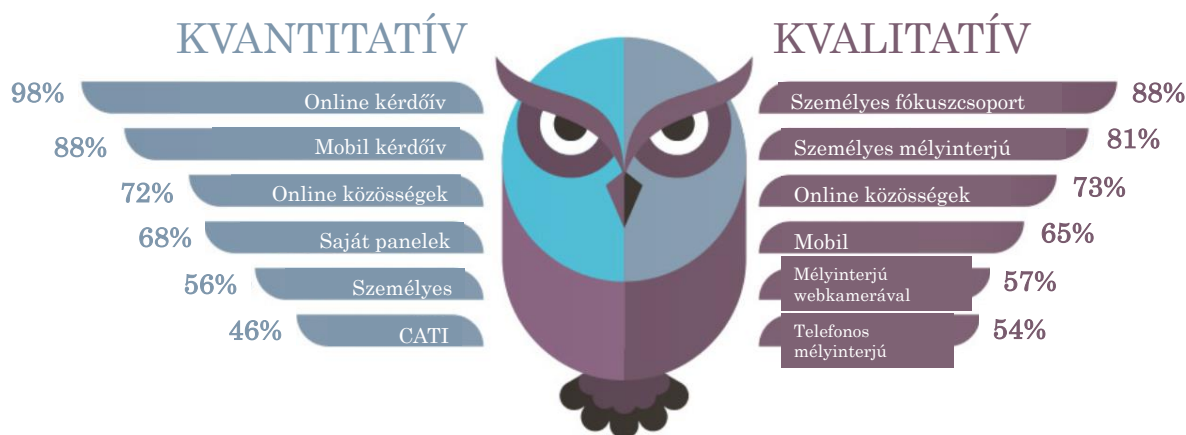 KVANTITATÍV
98%
Online kérdőív
88%
Mobil kérdőív
72%
Online közösségek
68%
Saját panelek
56%
Személyes
46%
CATI
KVALITATÍV
Személyes fókuszcsoport
88%
Személyes mélyinterjú
81%
Online közösségek
73%
Mobil
65%
Mélyinterjú
webkamerával
57%
Telefonos
mélyinterjú
54%